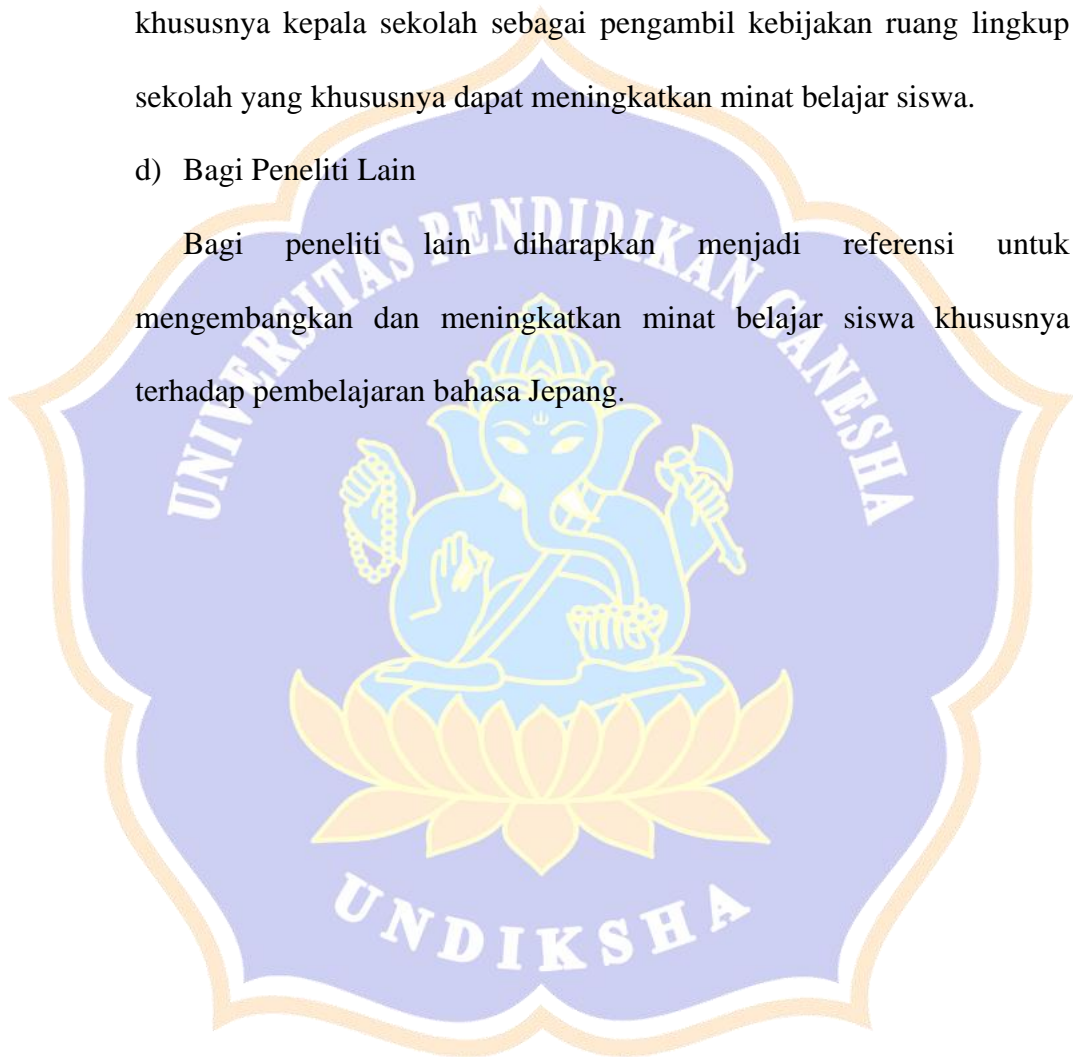 khususnya kepala sekolah sebagai pengambil kebijakan ruang lingkup
sekolah yang khususnya dapat meningkatkan minat belajar siswa.
d) Bagi Peneliti Lain
Bagi peneliti lain diharapkan menjadi referensi untuk
mengembangkan dan meningkatkan minat belajar siswa khususnya
terhadap pembelajaran bahasa Jepang.
UNIVERSITAS PENDIDIKAN GANESHA
UNDIKSHA